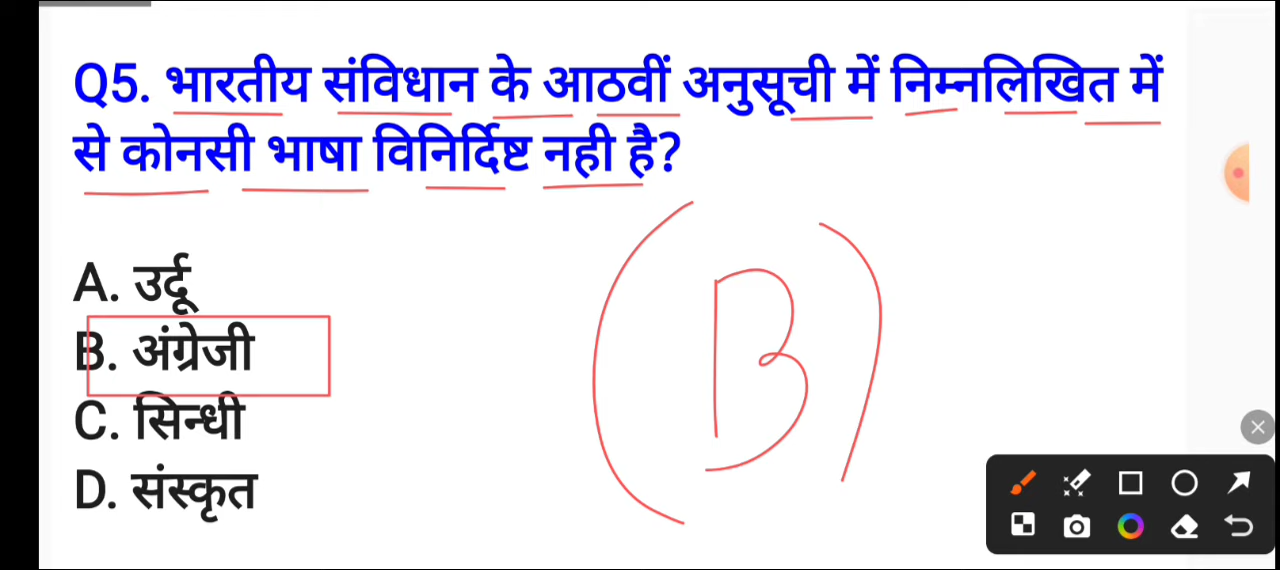 Q5. भारतीय संविधान के आठवीं अनुसूची में निम्नलिखित में
से कोनसी भाषा विनिर्दिष्ट नही है?
A. उर्दू
B. अंग्रेजी
C. सिन्धी
D. संस्कृत
(B)